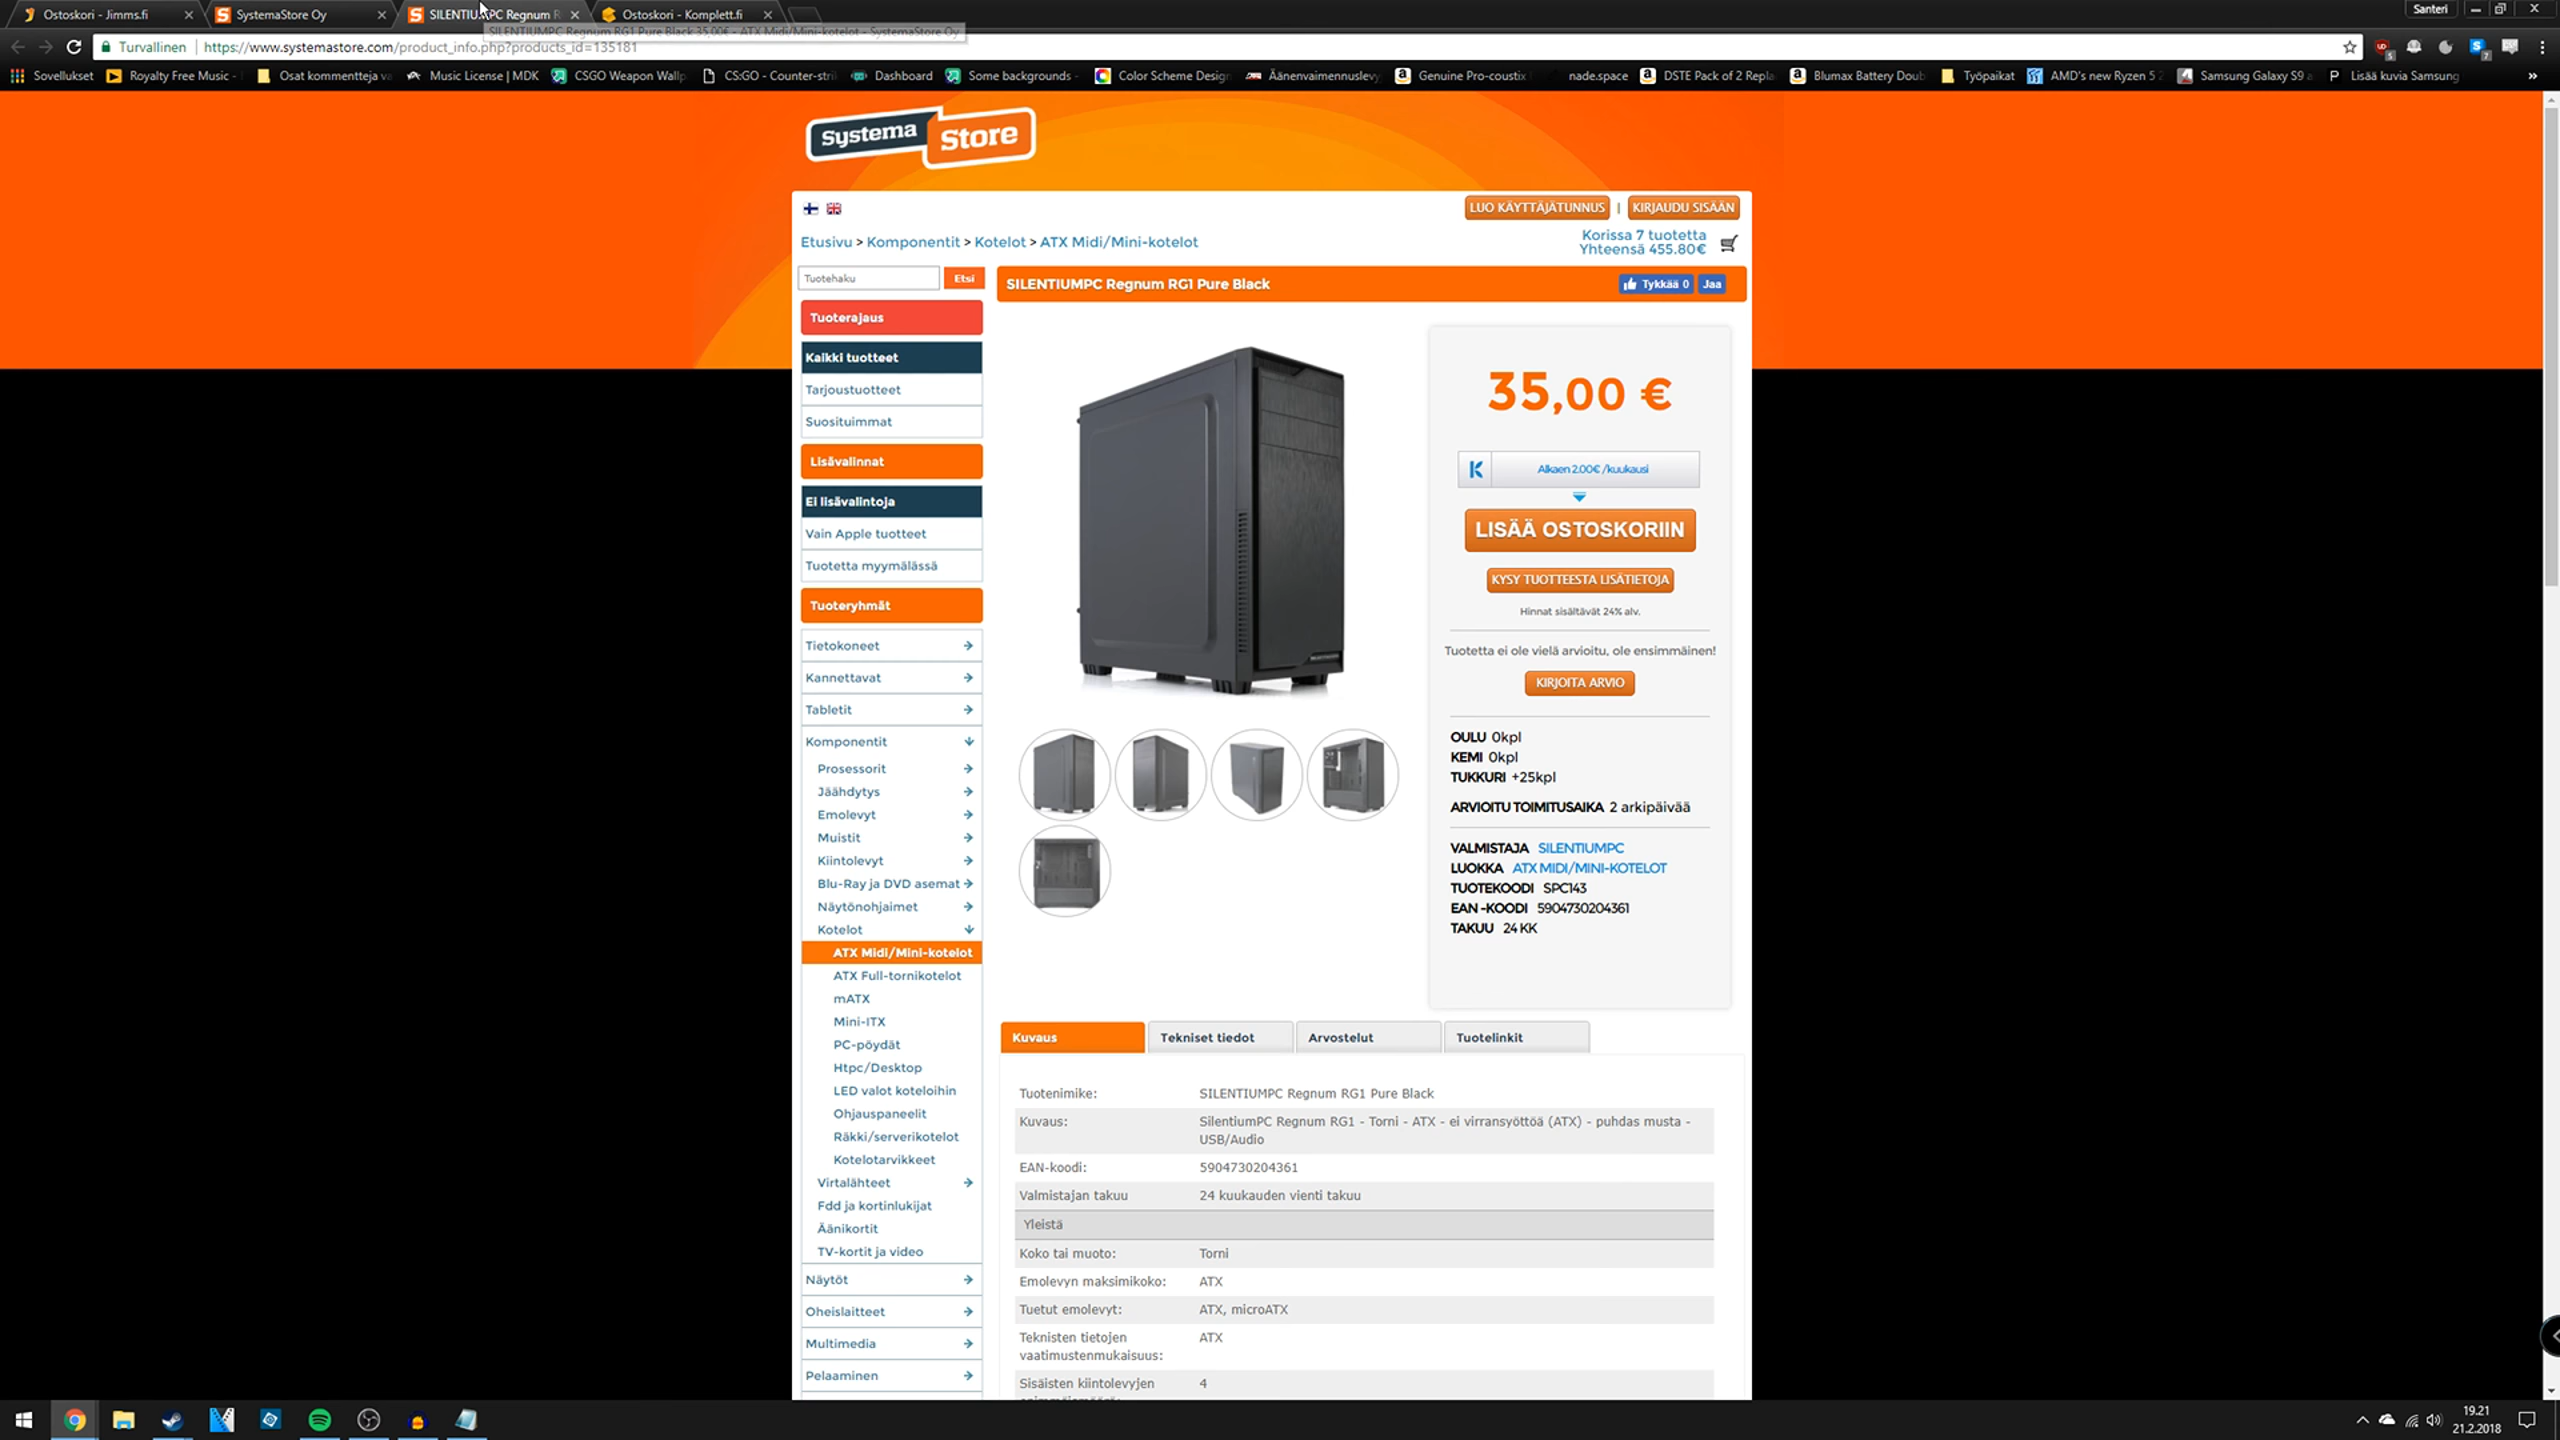 Ostoskori - Jimms.fi
SystemaStore Oy
SILENTIUMPC Regnum R
Ostoskori - Komplett.fi
Santeri
SILENTIUMPC Regnum RG1 Pure Black 35,00€ - ATX Midi/Mini-kotelot - SystemaStore Oy
Turvallinen
https://www.systemastore.com/product_info.php?products_id=135181
Sovellukset
Royalty Free Music -
Osat kommentteja va
Music License | MDK
CSGO Weapon Wallp
CS:GO - Counter-stri
Dashboard
Some backgrounds -
Color Scheme Design
Äänenvaimennuslevy
Genuine Pro-coustix
nade.space
DSTE Pack of 2 Repla
Blumax Battery Doub
Työpaikat
AMD's new Ryzen 5 2
Samsung Galaxy S9 a
Lisää kuvia Samsung
Systema Store
LUO KÄYTTÄJÄTUNNUS | KIRJAUDU SISÄÄN
Etusivu > Komponentit > Kotelot > ATX Midi/Mini-kotelot
Korissa 7 tuotetta
Yhteensä 455.80€
Tuotehaku
Etsi
SILENTIUMPC Regnum RG1 Pure Black
Tykkää 0
Jaa
Tuoterajaus
Kaikki tuotteet
Tarjoustuotteet
Suosituimmat
Lisävalinnat
Ei lisävalintoja
Vain Apple tuotteet
Tuotetta myymälässä
Tuoteryhmät
Tietokoneet
Kannettavat
Tabletit
Komponentit
Prosessorit
Jäähdytys
Emolevyt
Muistit
Kiintolevyt
Blu-Ray ja DVD asemat
Näytönohjaimet
Kotelot
ATX Midi/Mini-kotelot
ATX Full-tornikotelot
mATX
Mini-ITX
PC-pöydät
Htpc/Desktop
LED valot koteloihin
Ohjauspaneelit
Räkki/serverikotelot
Kotelotarvikkeet
Virtalähteet
Fdd ja kortinlukijat
Äänikortit
TV-kortit ja video
Näytöt
Oheislaitteet
Multimedia
Pelaaminen
35,00 €
Alkaen 2.00€ /kuukausi
LISÄÄ OSTOSKORIIN
KYSY TUOTTEESTA LISÄTIETOJA
Hinnat sisältävät 24% alv.
Tuotetta ei ole vielä arvioitu, ole ensimmäinen!
KIRJOITA ARVIO
OULU 0kpl
KEMI 0kpl
TUKKURI +25kpl
ARVIOITU TOIMITUSAIKA 2 arkipäivää
VALMISTAJA SILENTIUMPC
LUOKKA ATX MIDI/MINI-KOTELOT
TUOTEKOODI SPC143
EAN -KOODI 5904730204361
TAKUU 24 KK
Kuvaus
Tekniset tiedot
Arvostelut
Tuotelinkit
Tuotenimike: SILENTIUMPC Regnum RG1 Pure Black
Kuvaus: SilentiumPC Regnum RG1 - Torni - ATX - ei virransyöttöä (ATX) - puhdas musta -
USB/Audio
EAN-koodi: 5904730204361
Valmistajan takuu 24 kuukauden vienti takuu
Yleistä
Koko tai muoto: Torni
Emolevyn maksimikoko: ATX
Tuetut emolevyt: ATX, microATX
Teknisten tietojen ATX
vaatimustenmukaisuus:
Sisäisten kiintolevyjen 4
19.21
21.2.2018